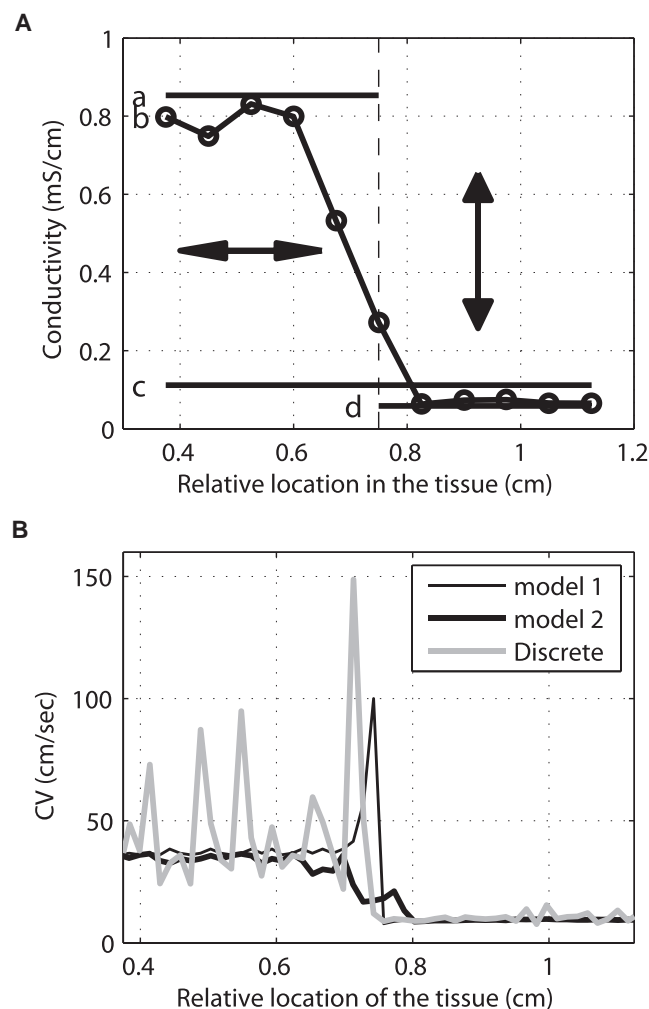 A
1
0.8
0.6
0.4
0.2
0
Conductivity (mS/cm)
a
b
c
d
0.4 0.6 0.8 1 1.2
Relative location in the tissue (cm)
B
150
100
50
0
CV (cm/sec)
model 1
model 2
Discrete
0.4 0.6 0.8 1
Relative location of the tissue (cm)